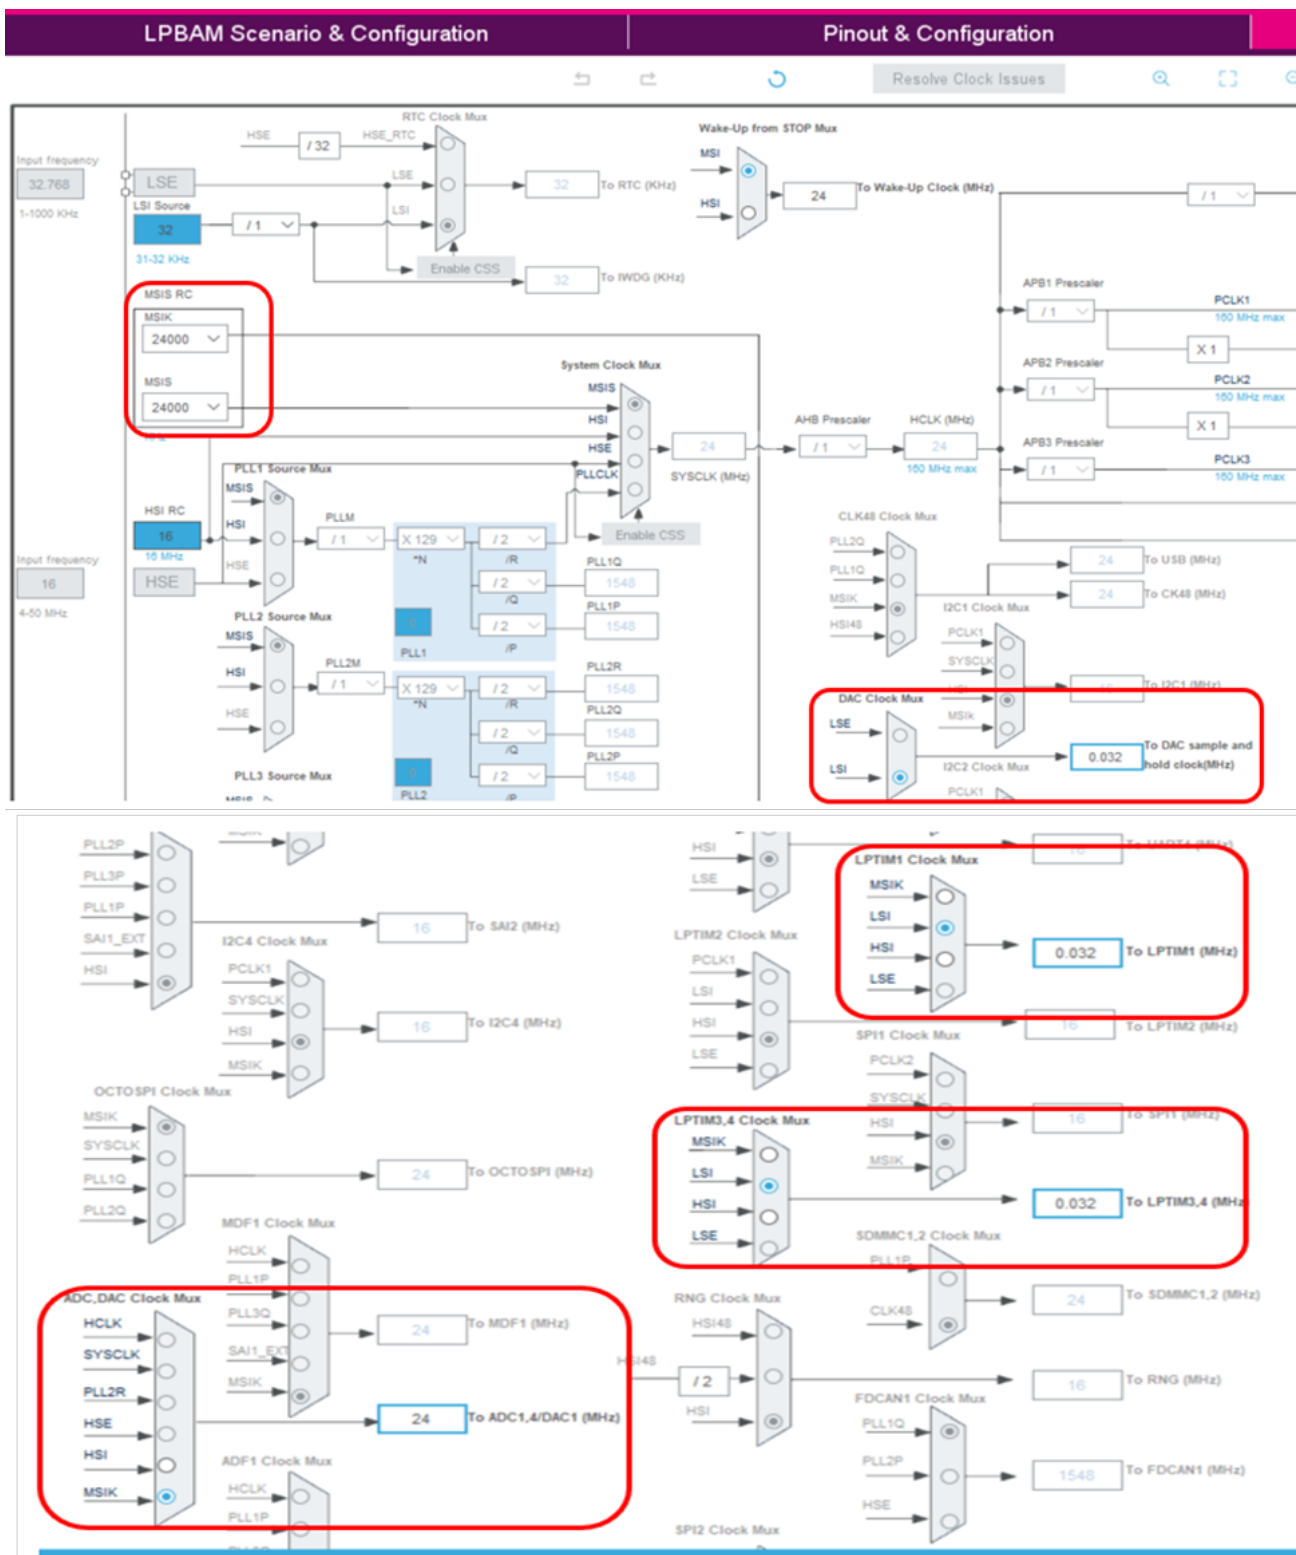 LPBAM Scenario & Configuration
Pinout & Configuration
Resolve Clock Issues
RTC Clock Mux
HSE
/ 32
HSE_RTC
Input frequency
32.768
1-1000 KHz
LSE
LSE
32
To RTC (KHz)
LSI Source
32
31-32 KHz
/ 1
LSI
Enable CSS
32
To IWDG (KHz)
Wake-Up from STOP Mux
MSI
HSI
24
To Wake-Up Clock (MHz)
/ 1
MSIS RC
MSIK
24000
MSIS
24000
APB1 Prescaler
/ 1
PCLK1
160 MHz max
X 1
APB2 Prescaler
/ 1
PCLK2
160 MHz max
X 1
APB3 Prescaler
/ 1
PCLK3
160 MHz max
System Clock Mux
MSIS
HSI
HSE
PLLCLK
24
SYSCLK (MHz)
Enable CSS
AHB Prescaler
/ 1
HCLK (MHz)
24
160 MHz max
HSI RC
16
16 MHz
Input frequency
16
4-50 MHz
HSE
PLL1 Source Mux
MSIS
HSI
HSE
PLLM
/ 1
X 129
*N
/ 2
/R
/ 2
/Q
/ 2
/P
PLL1
PLL1Q
1548
PLL1P
1548
PLL2 Source Mux
MSIS
HSI
HSE
PLL2M
/ 1
X 129
*N
/ 2
/R
/ 2
/Q
/ 2
/P
PLL2
PLL2R
1548
PLL2Q
1548
PLL2P
1548
PLL3 Source Mux
MSIS
CLK48 Clock Mux
PLL2Q
PLL1Q
MSIK
HSI48
24
To USB (MHz)
24
To CK48 (MHz)
I2C1 Clock Mux
PCLK1
SYSCLK
HSI
MSIk
16
To I2C1 (MHz)
DAC Clock Mux
LSE
LSI
0.032
To DAC sample and
hold clock(MHz)
I2C2 Clock Mux
PCLK1
PLL2P
PLL3P
PLL1P
SAI1_EXT
HSI
16
To SAI2 (MHz)
MSIK
I2C4 Clock Mux
PCLK1
SYSCLK
HSI
MSIK
16
To I2C4 (MHz)
OCTOSPI Clock Mux
MSIK
SYSCLK
PLL1Q
PLL2Q
24
To OCTOSPI (MHz)
MDF1 Clock Mux
HCLK
PLL1P
PLL3Q
SAI1_EXT
MSIK
24
To MDF1 (MHz)
ADC,DAC Clock Mux
HCLK
SYSCLK
PLL2R
HSE
HSI
MSIK
24
To ADC1,4/DAC1 (MHz)
ADF1 Clock Mux
HCLK
PLL1P
HSI
LSE
16
To UART4 (MHz)
LPTIM1 Clock Mux
MSIK
LSI
HSI
LSE
0.032
To LPTIM1 (MHz)
LPTIM2 Clock Mux
PCLK1
LSI
HSI
LSE
16
To LPTIM2 (MHz)
SPI1 Clock Mux
PCLK2
SYSCLK
HSI
MSIK
16
To SPI1 (MHz)
LPTIM3,4 Clock Mux
MSIK
LSI
HSI
LSE
0.032
To LPTIM3,4 (MHz)
SDMMC1,2 Clock Mux
PLL1P
CLK48
24
To SDMMC1,2 (MHz)
RNG Clock Mux
HSI48
HSI48
/ 2
HSI
16
To RNG (MHz)
FDCAN1 Clock Mux
PLL1Q
PLL2P
HSE
1548
To FDCAN1 (MHz)
SPI2 Clock Mux